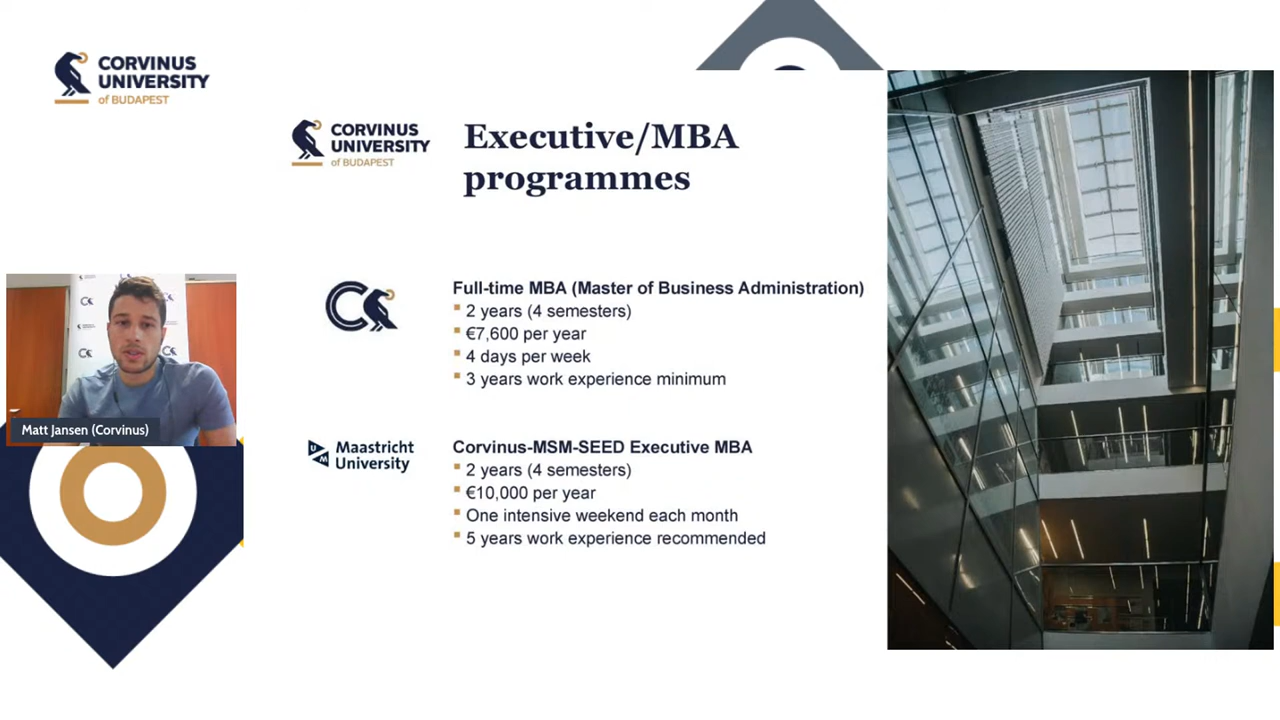 CORVINUS
UNIVERSITY
of BUDAPEST
CORVINUS
UNIVERSITY
of BUDAPEST
Executive/MBA
programmes
Full-time MBA (Master of Business Administration)
2 years (4 semesters)
€7,600 per year
4 days per week
3 years work experience minimum
Matt Jansen (Corvinus)
UM
Maastricht
University
Corvinus-MSM-SEED Executive MBA
2 years (4 semesters)
€10,000 per year
One intensive weekend each month
5 years work experience recommended